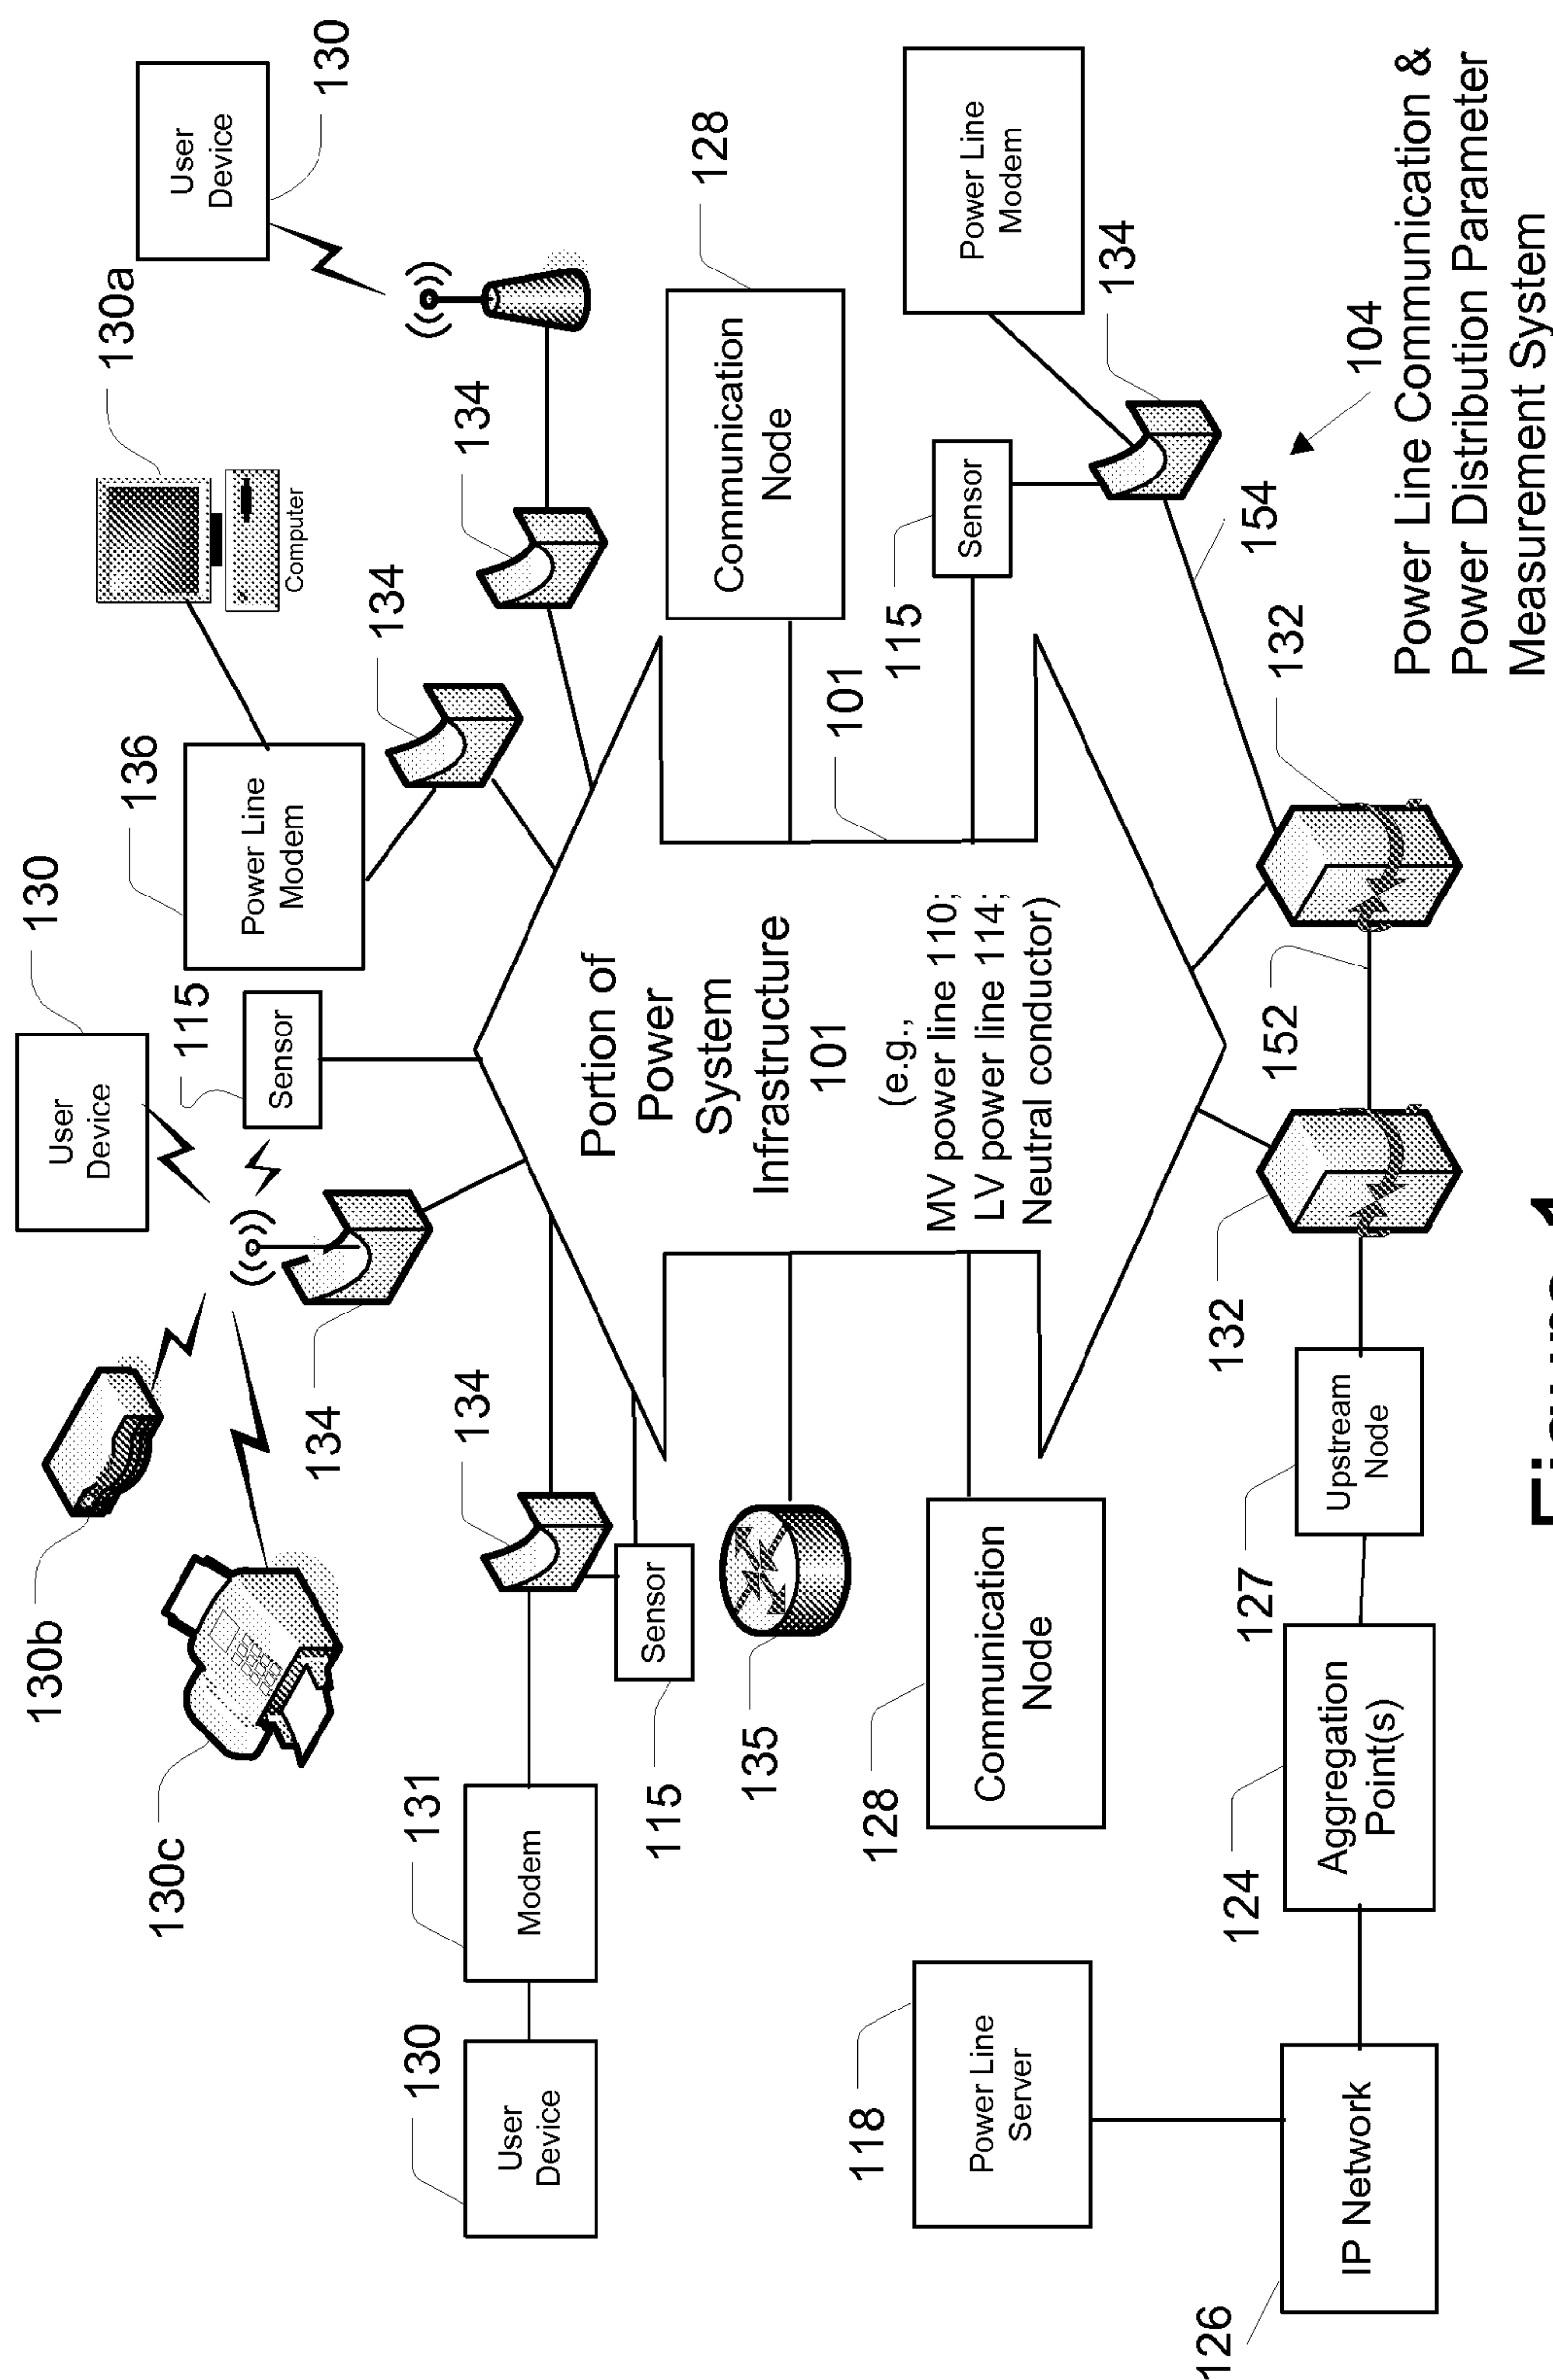 130
User
Device
130b
130a
136
User
Device
130c
115
Sensor
Power Line
Modem
Computer
130
134
134
130
131
134
134
User
Device
Modem
Portion of
Power
System
Infrastructure
101
Sensor
115
135
128
Communication
Node
118
Power Line
Server
(e.g.,
MV power line 110;
LV power line 114;
Neutral conductor)
101
115
Sensor
Power Line
Modem
128
Communication
Node
134
126
124
127
132
152
132
154
104
IP Network
Aggregation
Point(s)
Upstream
Node
Power Line Communication &
Power Distribution Parameter
Measurement System
Figure 1